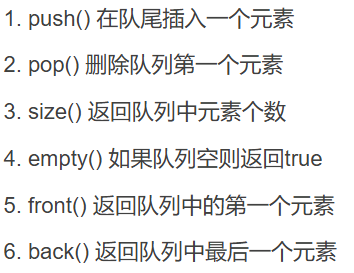 1. push() 在队尾插入一个元素
2. pop() 删除队列第一个元素
3. size() 返回队列中元素个数
4. empty() 如果队列空则返回true
5. front() 返回队列中的第一个元素
6. back() 返回队列中最后一个元素